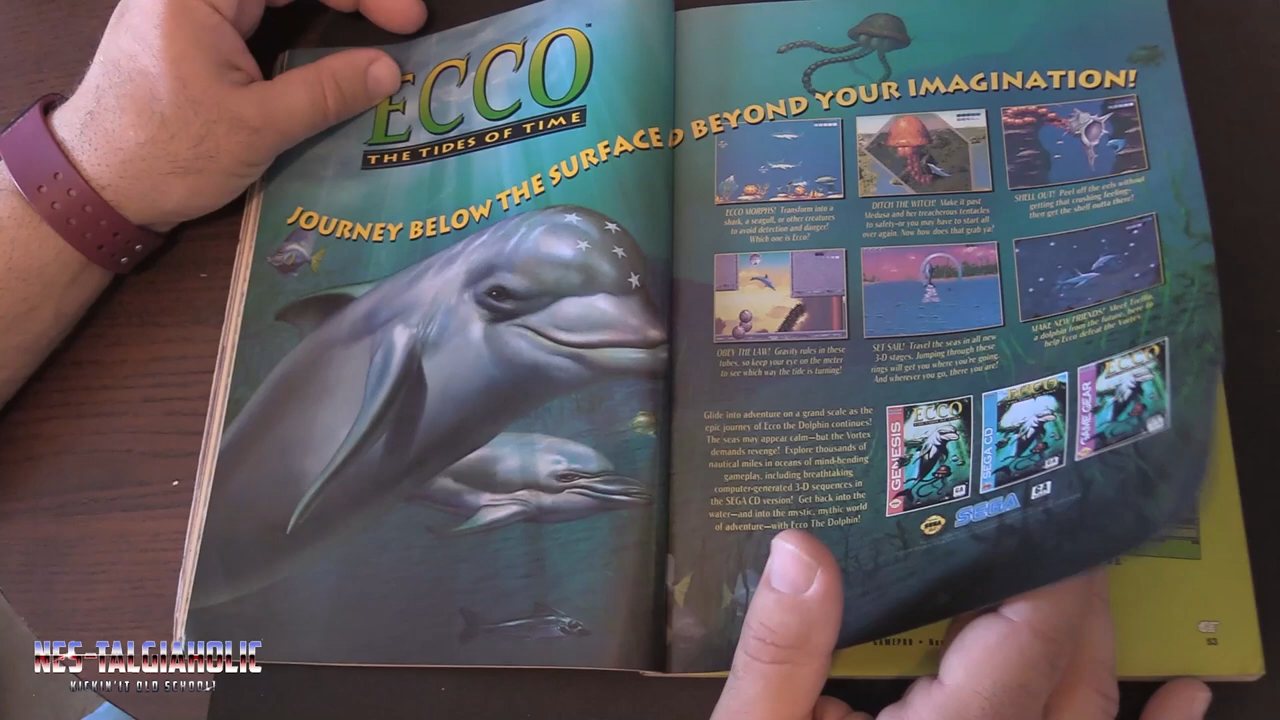 ECCO
THE TIDES OF TIME
JOURNEY BELOW THE SURFACE
D BEYOND YOUR IMAGINATION!
ECCO MORPHS! Transform into a
shark, a seagull, or other creatures
to avoid detection and danger!
Which one is Ecco?
DITCH THE WITCH! Make it past
Medusa and her treacherous tentacles
to safety-or you may have to start all
over again. Now how does that grab ya!
SHELL OUT! Peel off the eels without
getting that crushing feeling-
then get the shell outta there!
OBEY THE LAW! Gravity rules in these
tubes, so keep your eye on the meter
to see which way the tide is turning!
SET SAIL! Travel the seas in all new
3-D stages. Jumping through these
rings will get you where you're going.
And wherever you go, there you are!
MAKE NEW FRIENDS! Meet
a dolphin from the future, here to
help Ecco defeat the Vortex.
Glide into adventure on a grand scale as the
epic journey of Ecco the Dolphin continues!
The seas may appear calm—but the Vortex
demands revenge! Explore thousands of
nautical miles in oceans of mind-bending
gameplay, including breathtaking
computer-generated 3-D sequences in
the SEGA CD version! Get back into the
water—and into the mystic, mythic world
of adventure—with Ecco The Dolphin!
GENESIS
ECCO
SEGA CD
ECCO
GAME GEAR
ECCO
SEGA
SEGA
GA
GAMEPRO
53
NES-TALGIAHOLIC
KICKIN' IT OLD SCHOOL!